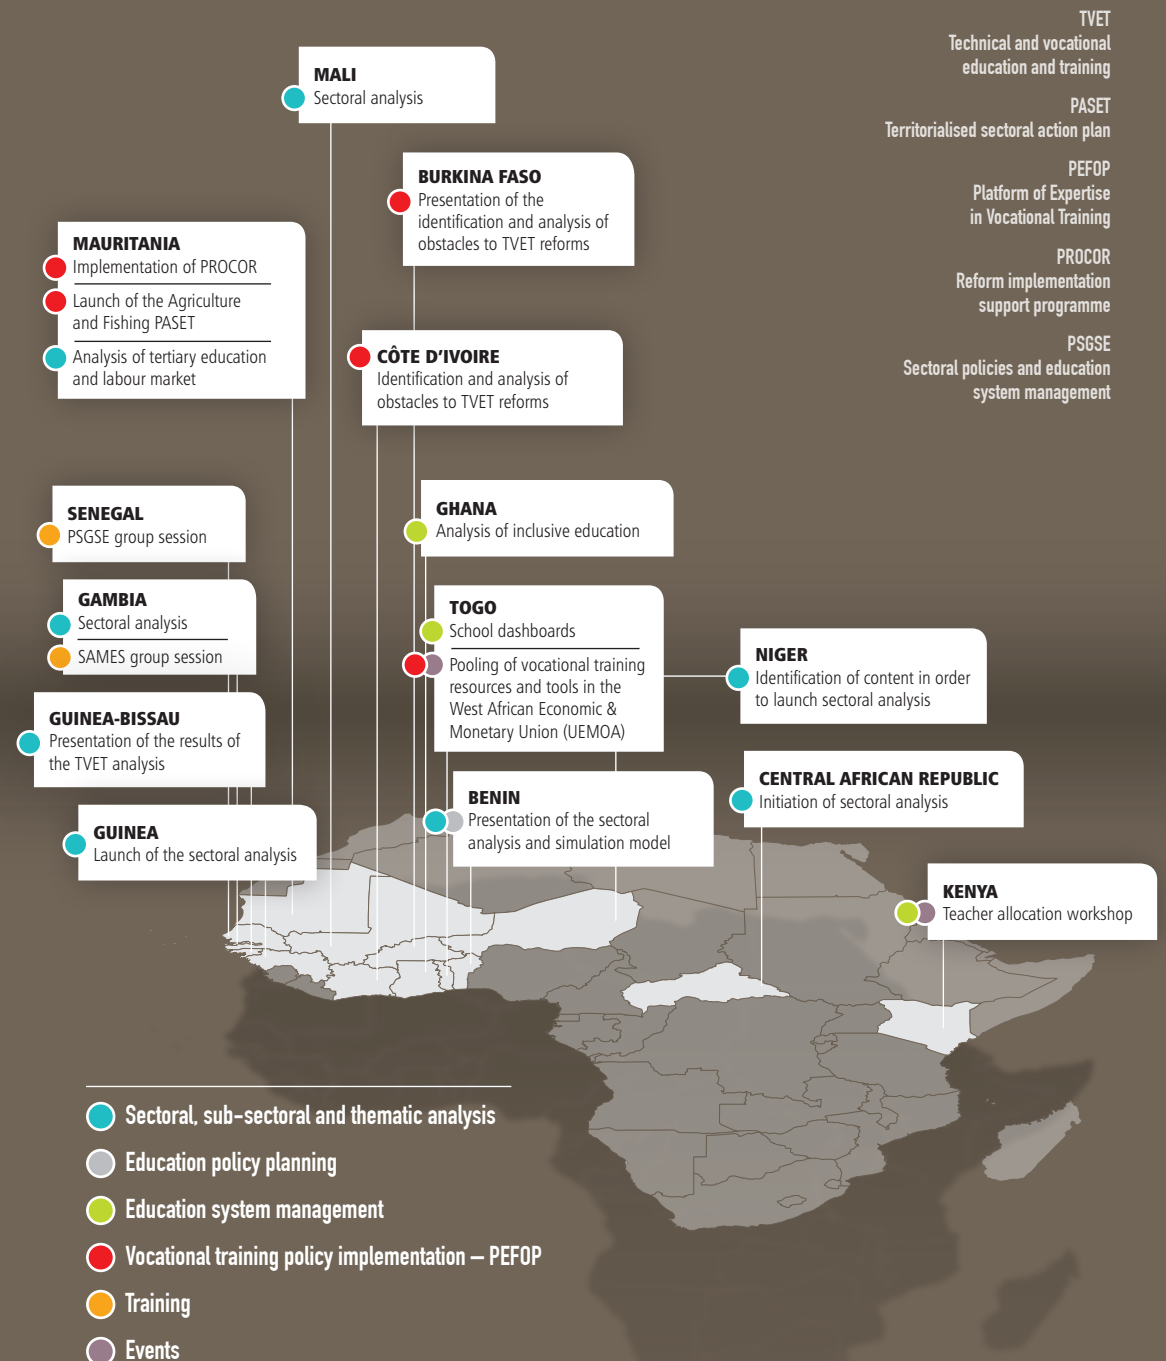 TVET
Technical and vocational
education and training
PASET
Territorialised sectoral action plan
PEFOP
Platform of Expertise
in Vocational Training
PROCOR
Reform implementation
support programme
PSGSE
Sectoral policies and education
system management
MALI
Sectoral analysis
BURKINA FASO
Presentation of the
identification and analysis of
obstacles to TVET reforms
MAURITANIA
Implementation of PROCOR
Launch of the Agriculture
and Fishing PASET
Analysis of tertiary education
and labour market
CÔTE D'IVOIRE
Identification and analysis of
obstacles to TVET reforms
SENEGAL
PSGSE group session
GHANA
Analysis of inclusive education
GAMBIA
Sectoral analysis
SAMES group session
TOGO
School dashboards
Pooling of vocational training
resources and tools in the
West African Economic &
Monetary Union (UEMOA)
NIGER
Identification of content in order
to launch sectoral analysis
GUINEA-BISSAU
Presentation of the results of
the TVET analysis
CENTRAL AFRICAN REPUBLIC
Initiation of sectoral analysis
BENIN
Presentation of the sectoral
analysis and simulation model
GUINEA
Launch of the sectoral analysis
KENYA
Teacher allocation workshop
Sectoral, sub-sectoral and thematic analysis
Education policy planning
Education system management
Vocational training policy implementation – PEFOP
Training
Events